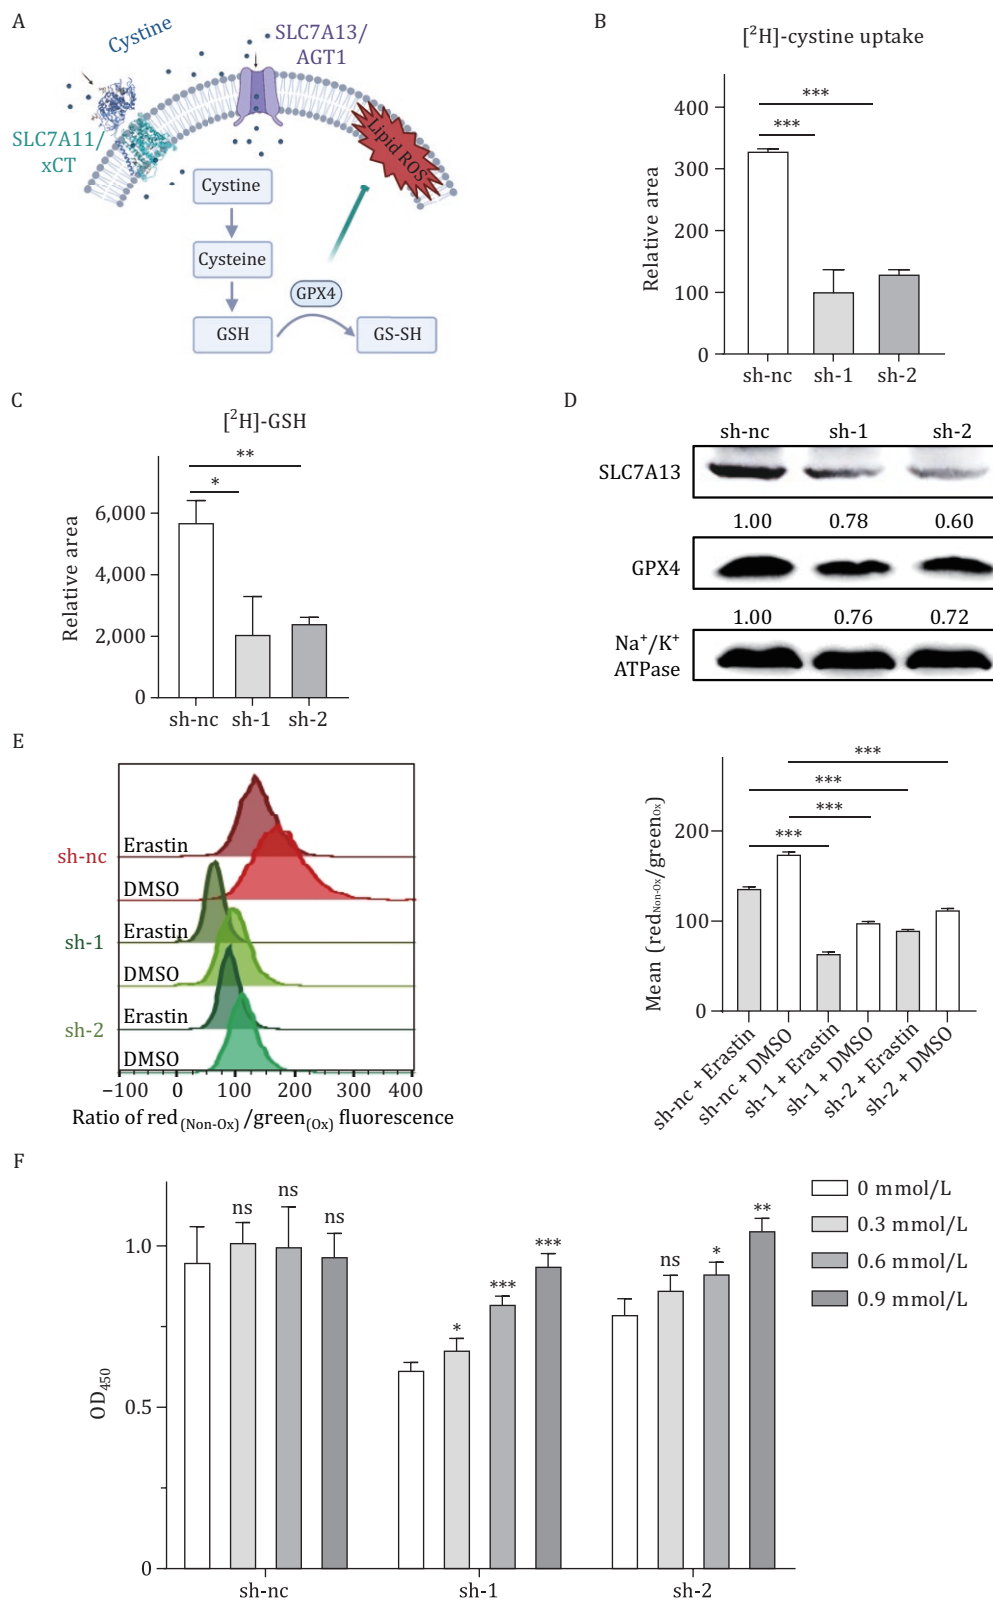 A
Cystine
SLC7A13/
AGT1
SLC7A11/
xCT
Lipid ROS
Cystine
Cysteine
GPX4
GSH
GS-SH
B
[²H]-cystine uptake
***
***
Relative area
400
300
200
100
0
sh-nc sh-1 sh-2
C
[²H]-GSH
**
*
Relative area
6,000
4,000
2,000
0
sh-nc sh-1 sh-2
D
sh-nc sh-1 sh-2
SLC7A13
1.00 0.78 0.60
GPX4
1.00 0.76 0.72
Na⁺/K⁺
ATPase
E
sh-nc
Erastin
DMSO
sh-1
Erastin
DMSO
sh-2
Erastin
DMSO
−100 0 100 200 300 400
Ratio of red(Non-Ox)/green(Ox) fluorescence
***
***
***
***
Mean (redNon-Ox/greenOx)
200
100
0
sh-nc + Erastin
sh-nc + DMSO
sh-1 + Erastin
sh-1 + DMSO
sh-2 + Erastin
sh-2 + DMSO
F
OD450
1.0
0.5
0
ns ns ns
* *** ***
ns * **
sh-nc sh-1 sh-2
0 mmol/L
0.3 mmol/L
0.6 mmol/L
0.9 mmol/L